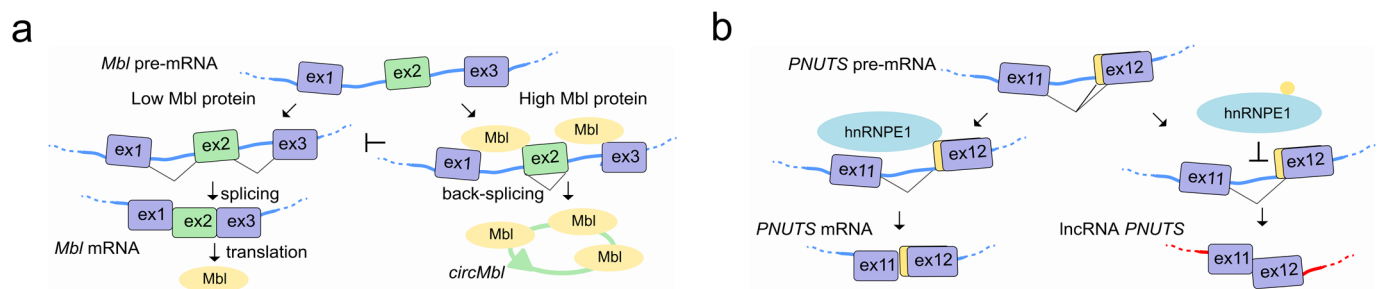 a
Mbl pre-mRNA
ex1
ex2
ex3
Low Mbl protein
High Mbl protein
ex1
ex2
ex3
Mbl
Mbl
ex1
ex2
ex3
splicing
back-splicing
ex1
ex2
ex3
Mbl mRNA
translation
Mbl
Mbl
Mbl
Mbl
circMbl
b
PNUTS pre-mRNA
ex11
ex12
hnRNPE1
ex11
ex12
hnRNPE1
ex11
ex12
PNUTS mRNA
ex11
ex12
lncRNA PNUTS
ex11
ex12